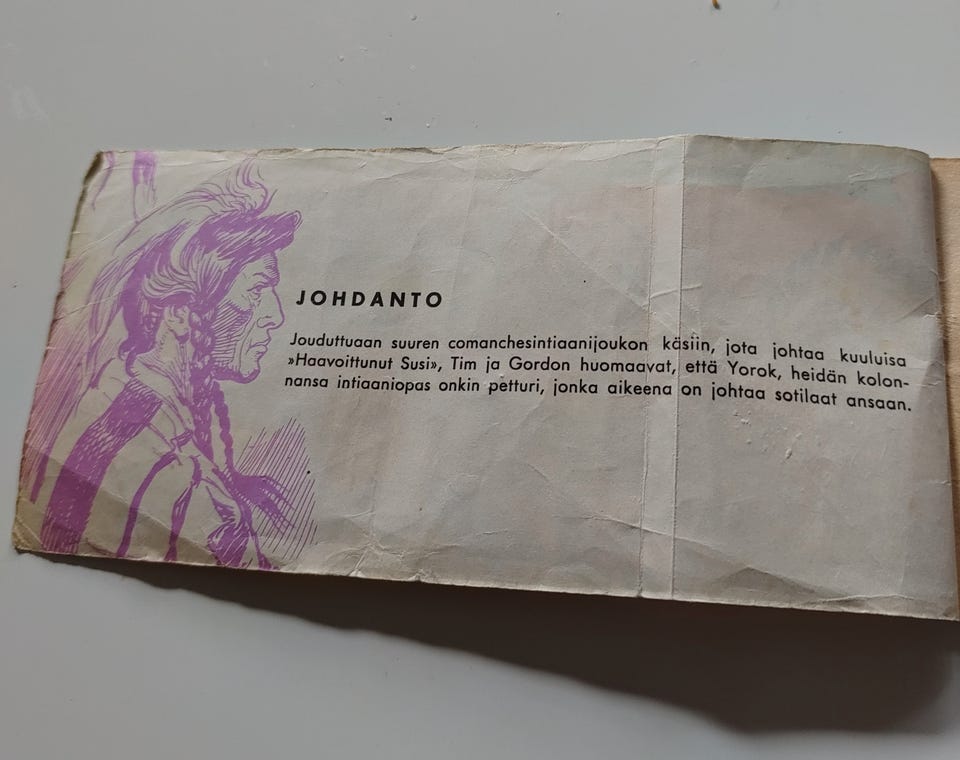 JOHDANTO
Jouduttuaan suuren comanchesintiaanijoukon käsiin, jota johtaa kuuluisa
»Haavoittunut Susi», Tim ja Gordon huomaavat, että Yorok, heidän kolon-
nansa intiaaniopas onkin petturi, jonka aikeena on johtaa sotilaat ansaan.